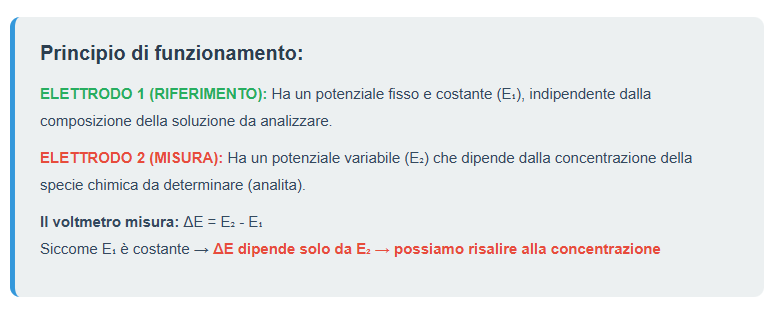 Principio di funzionamento:
ELETTRODO 1 (RIFERIMENTO): Ha un potenziale fisso e costante (E₁), indipendente dalla
composizione della soluzione da analizzare.
ELETTRODO 2 (MISURA): Ha un potenziale variabile (E₂) che dipende dalla concentrazione della
specie chimica da determinare (analita).
Il voltmetro misura: ΔE = E₂ - E₁
Siccome E₁ è costante → ΔE dipende solo da E₂ → possiamo risalire alla concentrazione